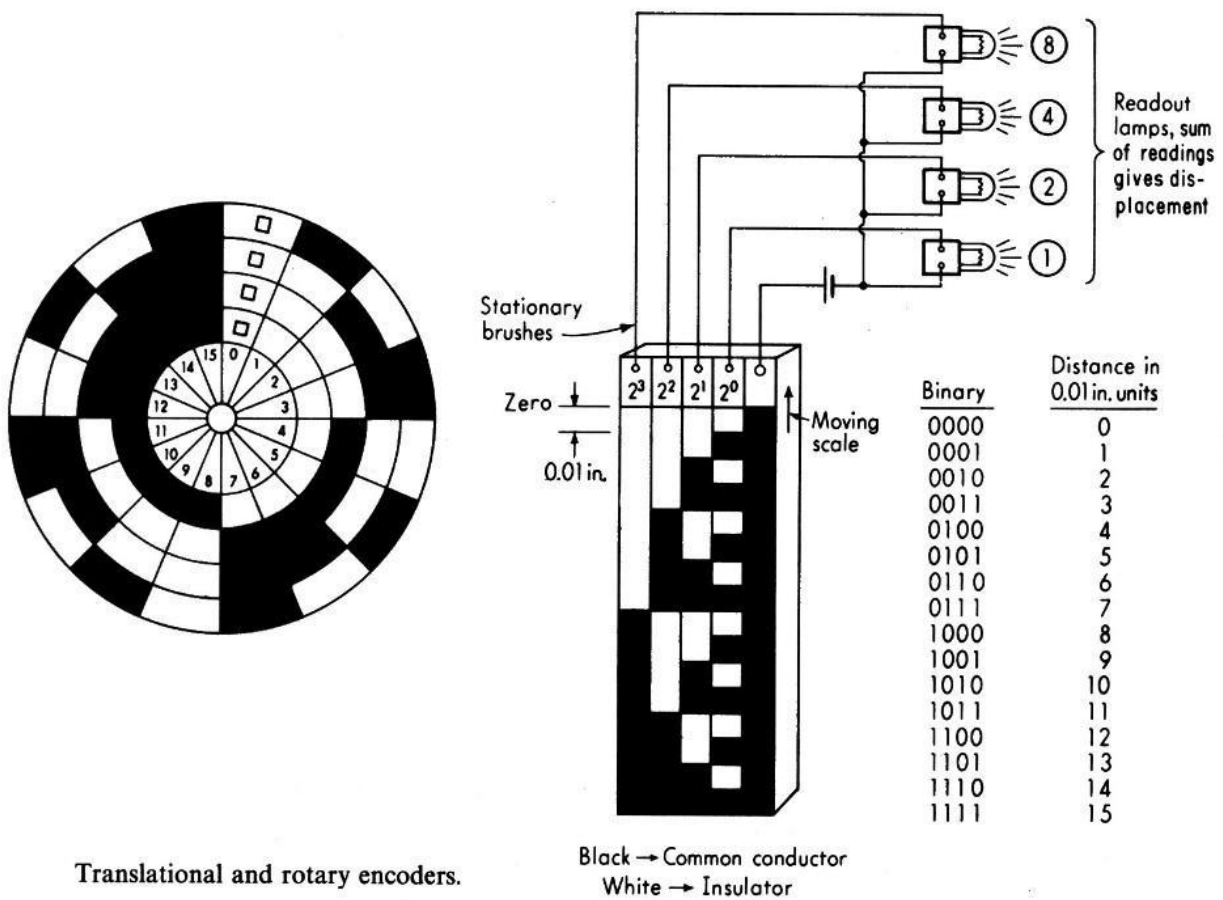 8
4
2
1
Readout
lamps, sum
of readings
gives dis-
placement
Stationary
brushes
2³ 2² 2¹ 2⁰
Zero
0.01 in.
Moving
scale
15 0 1 2 3 4 5 6 7 8 9 10 11 12 13 14
Binary Distance in
0.01 in. units
0000 0
0001 1
0010 2
0011 3
0100 4
0101 5
0110 6
0111 7
1000 8
1001 9
1010 10
1011 11
1100 12
1101 13
1110 14
1111 15
Black → Common conductor
White → Insulator
Translational and rotary encoders.